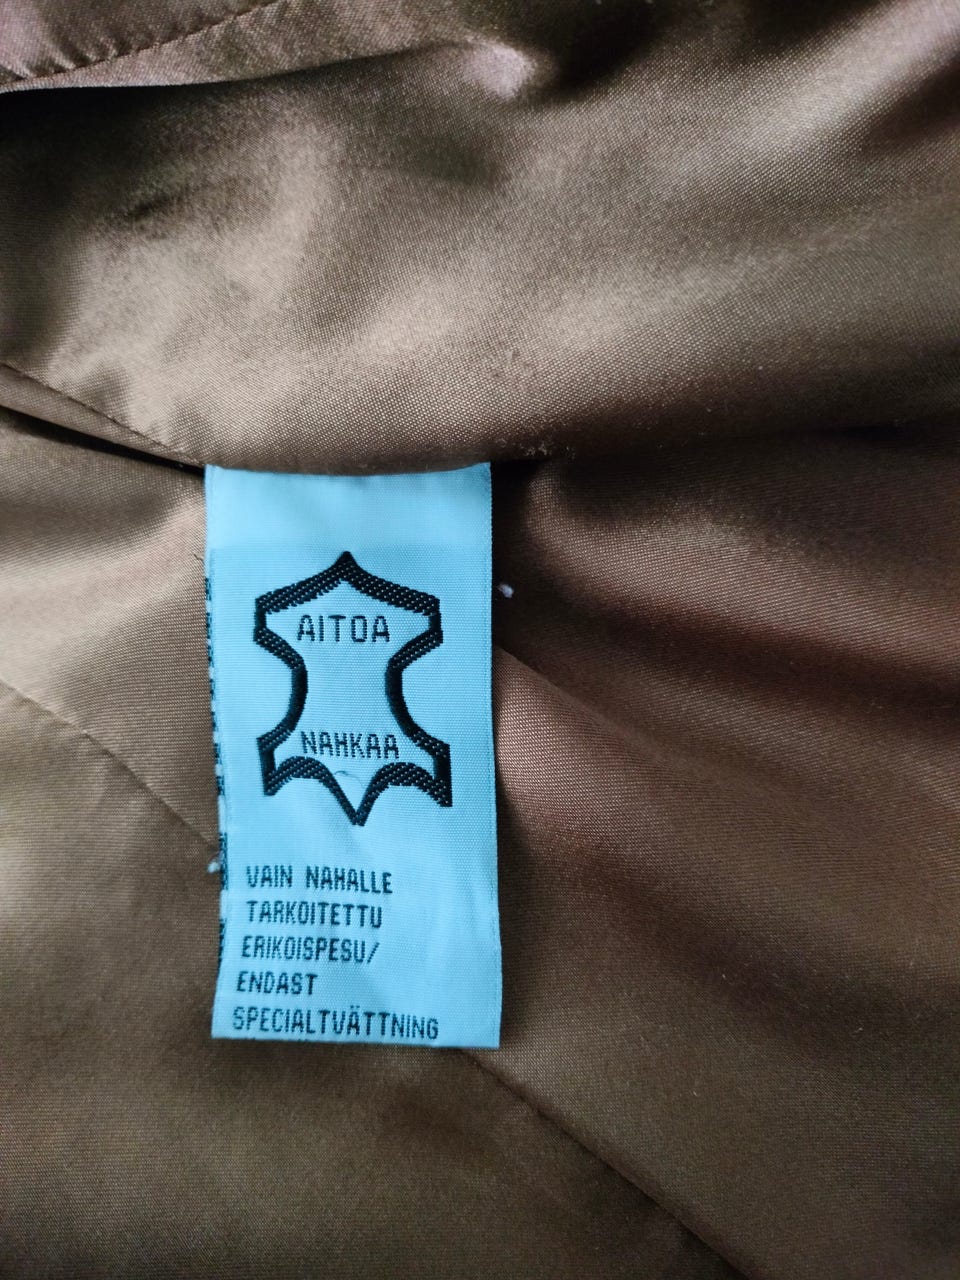 AITOA
NAHKAA
VAIN NAHALLE
TARKOITETTU
ERIKOISPESU/
ENDAST
SPECIALTVÄTTNING